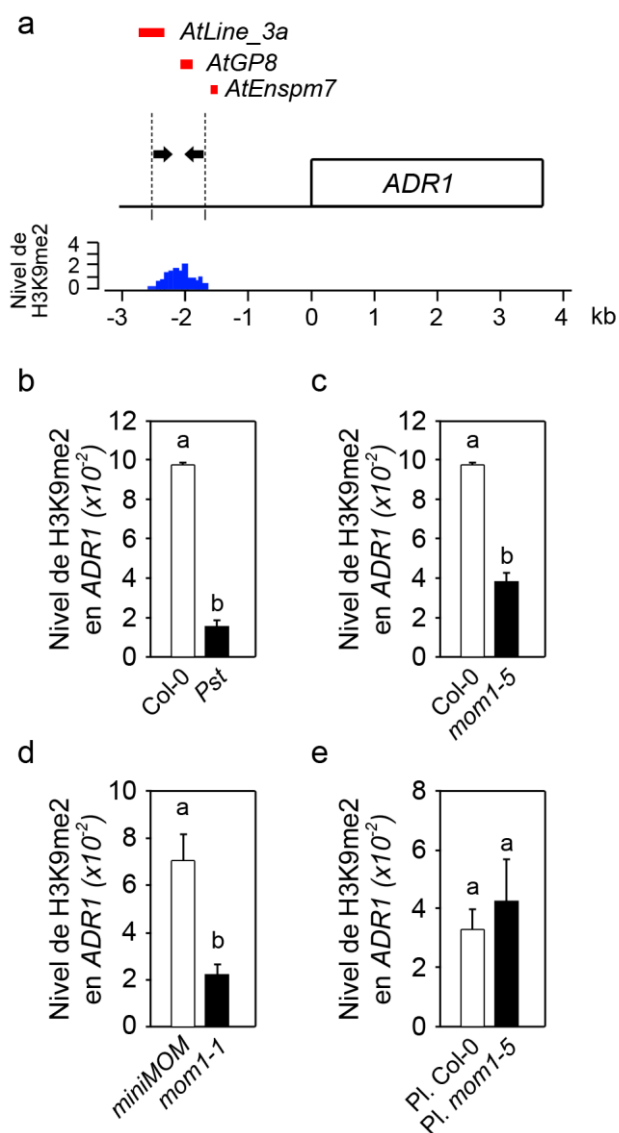 a
AtLine_3a
AtGP8
AtEnspm7
ADR1
Nivel de
H3K9me2
4
2
0
-3 -2 -1 0 1 2 3 4 kb
b
Nivel de H3K9me2
en ADR1 (x10-2)
12
10
8
6
4
2
0
a
b
Col-0
Pst
c
Nivel de H3K9me2
en ADR1 (x10-2)
12
10
8
6
4
2
0
a
b
Col-0
mom1-5
d
Nivel de H3K9me2
en ADR1 (x10-2)
10
8
6
4
2
0
a
b
miniMOM
mom1-1
e
Nivel de H3K9me2
en ADR1 (x10-2)
8
6
4
2
0
a
a
Pl. Col-0
Pl. mom1-5